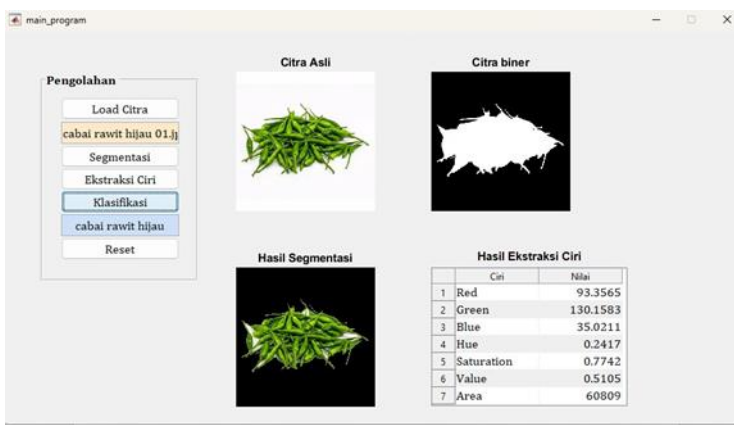 main_program
Pengolahan
Load Citra
cabai rawit hijau 01.j
Segmentasi
Ekstraksi Ciri
Klasifikasi
cabai rawit hijau
Reset
Citra Asli
Citra biner
Hasil Segmentasi
Hasil Ekstraksi Ciri
Ciri Nilai
1 Red 93.3565
2 Green 130.1583
3 Blue 35.0211
4 Hue 0.2417
5 Saturation 0.7742
6 Value 0.5105
7 Area 60809